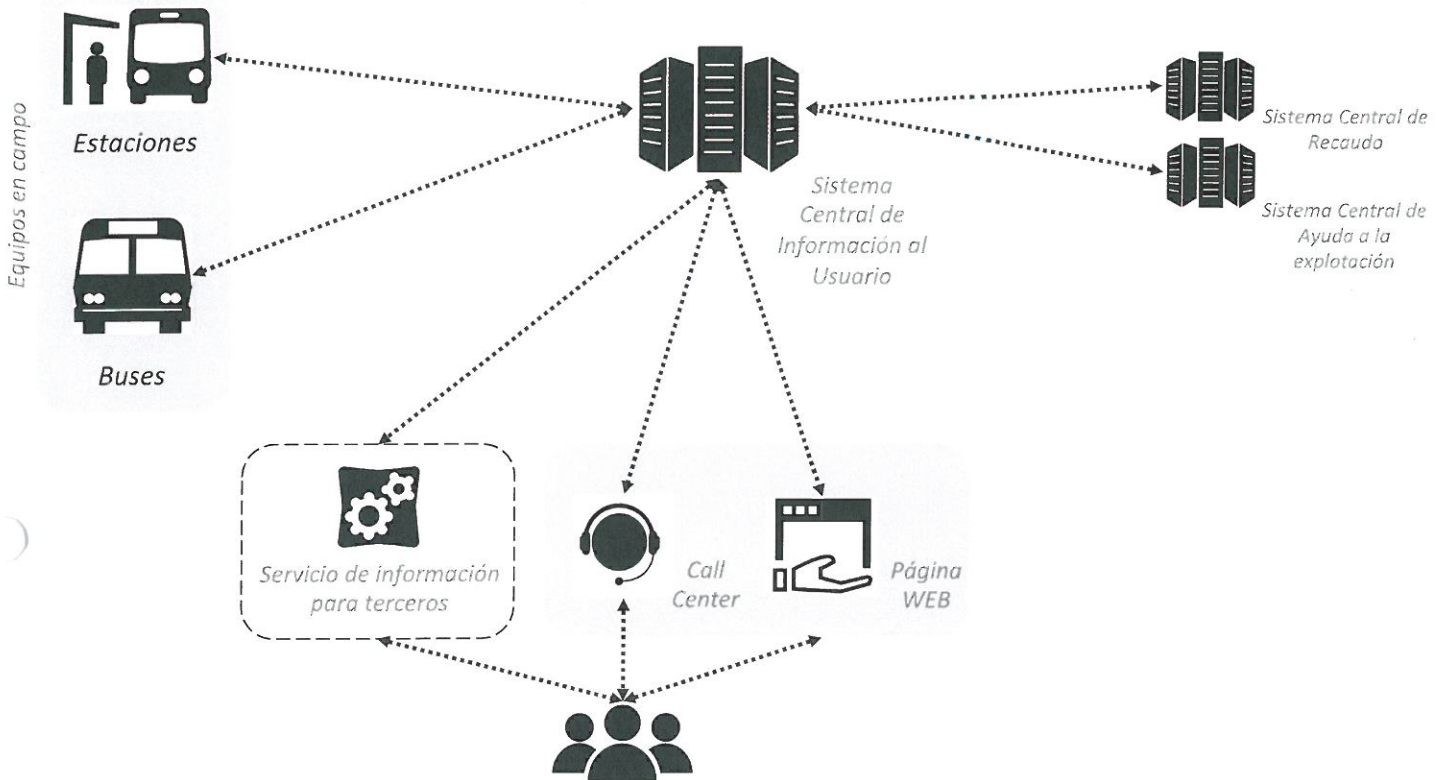 Equipos en campo
Estaciones
Buses
Sistema
Central de
Información al
Usuario
Sistema Central de
Recaudo
Sistema Central de
Ayuda a la
explotación
Servicio de información
para terceros
Call
Center
Página
WEB